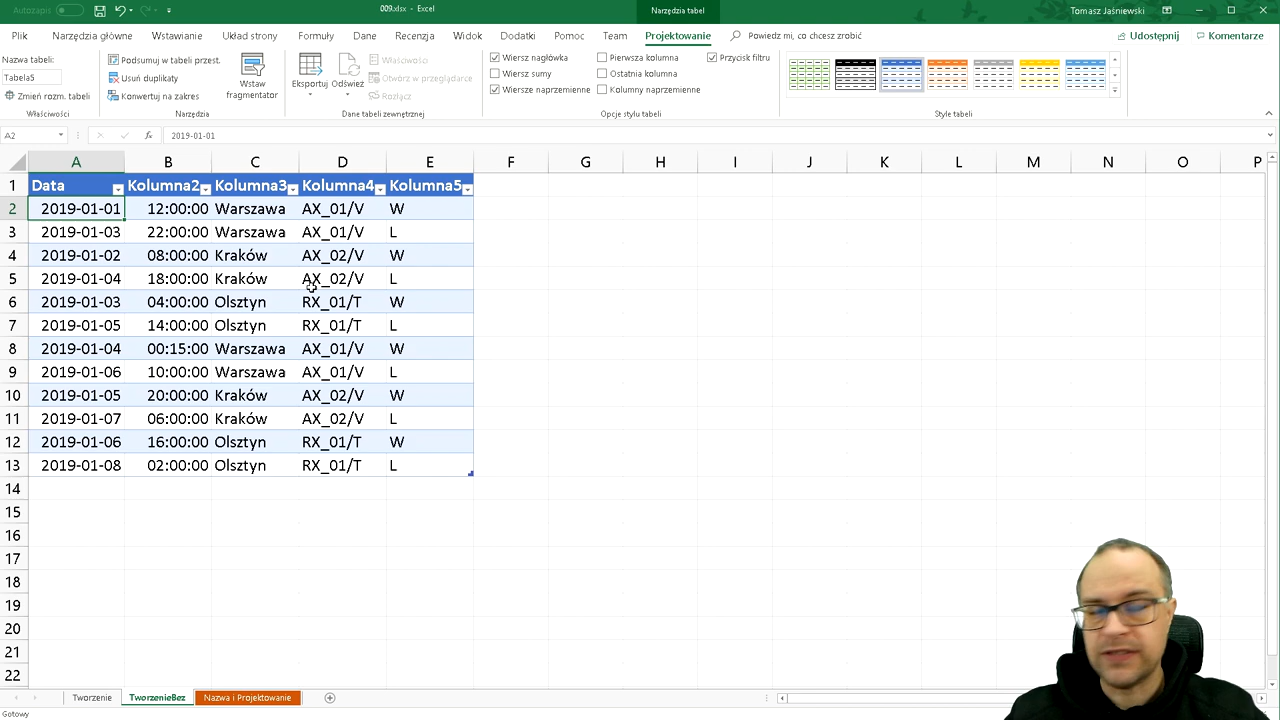 Autozapis
009.xlsx - Excel
Narzędzia tabel
Tomasz Jaśniewski
Plik Narzędzia główne Wstawianie Układ strony Formuły Dane Recenzja Widok Dodatki Pomoc Team Projektowanie Powiedz mi, co chcesz zrobić Udostępnij Komentarze
Nazwa tabeli:
Tabela5
Zmień rozm. tabeli
Właściwości
Podsumuj w tabeli przest.
Usuń duplikaty
Konwertuj na zakres
Wstaw fragmentator
Narzędzia
Eksportuj Odśwież
Właściwości
Otwórz w przeglądarce
Rozłącz
Dane tabeli zewnętrznej
Wiersz nagłówka Pierwsza kolumna Przycisk filtru
Wiersz sumy Ostatnia kolumna
Wiersze naprzemienne Kolumny naprzemienne
Opcje stylu tabeli
Style tabeli
A2 fx 2019-01-01
A B C D E F G H I J K L M N O P
1 Data Kolumna2 Kolumna3 Kolumna4 Kolumna5
2 2019-01-01 12:00:00 Warszawa AX_01/V W
3 2019-01-03 22:00:00 Warszawa AX_01/V L
4 2019-01-02 08:00:00 Kraków AX_02/V W
5 2019-01-04 18:00:00 Kraków AX_02/V L
6 2019-01-03 04:00:00 Olsztyn RX_01/T W
7 2019-01-05 14:00:00 Olsztyn RX_01/T L
8 2019-01-04 00:15:00 Warszawa AX_01/V W
9 2019-01-06 10:00:00 Warszawa AX_01/V L
10 2019-01-05 20:00:00 Kraków AX_02/V W
11 2019-01-07 06:00:00 Kraków AX_02/V L
12 2019-01-06 16:00:00 Olsztyn RX_01/T W
13 2019-01-08 02:00:00 Olsztyn RX_01/T L
14
15
16
17
18
19
20
21
22
Tworzenie TworzenieBez Nazwa i Projektowanie
Gotowy